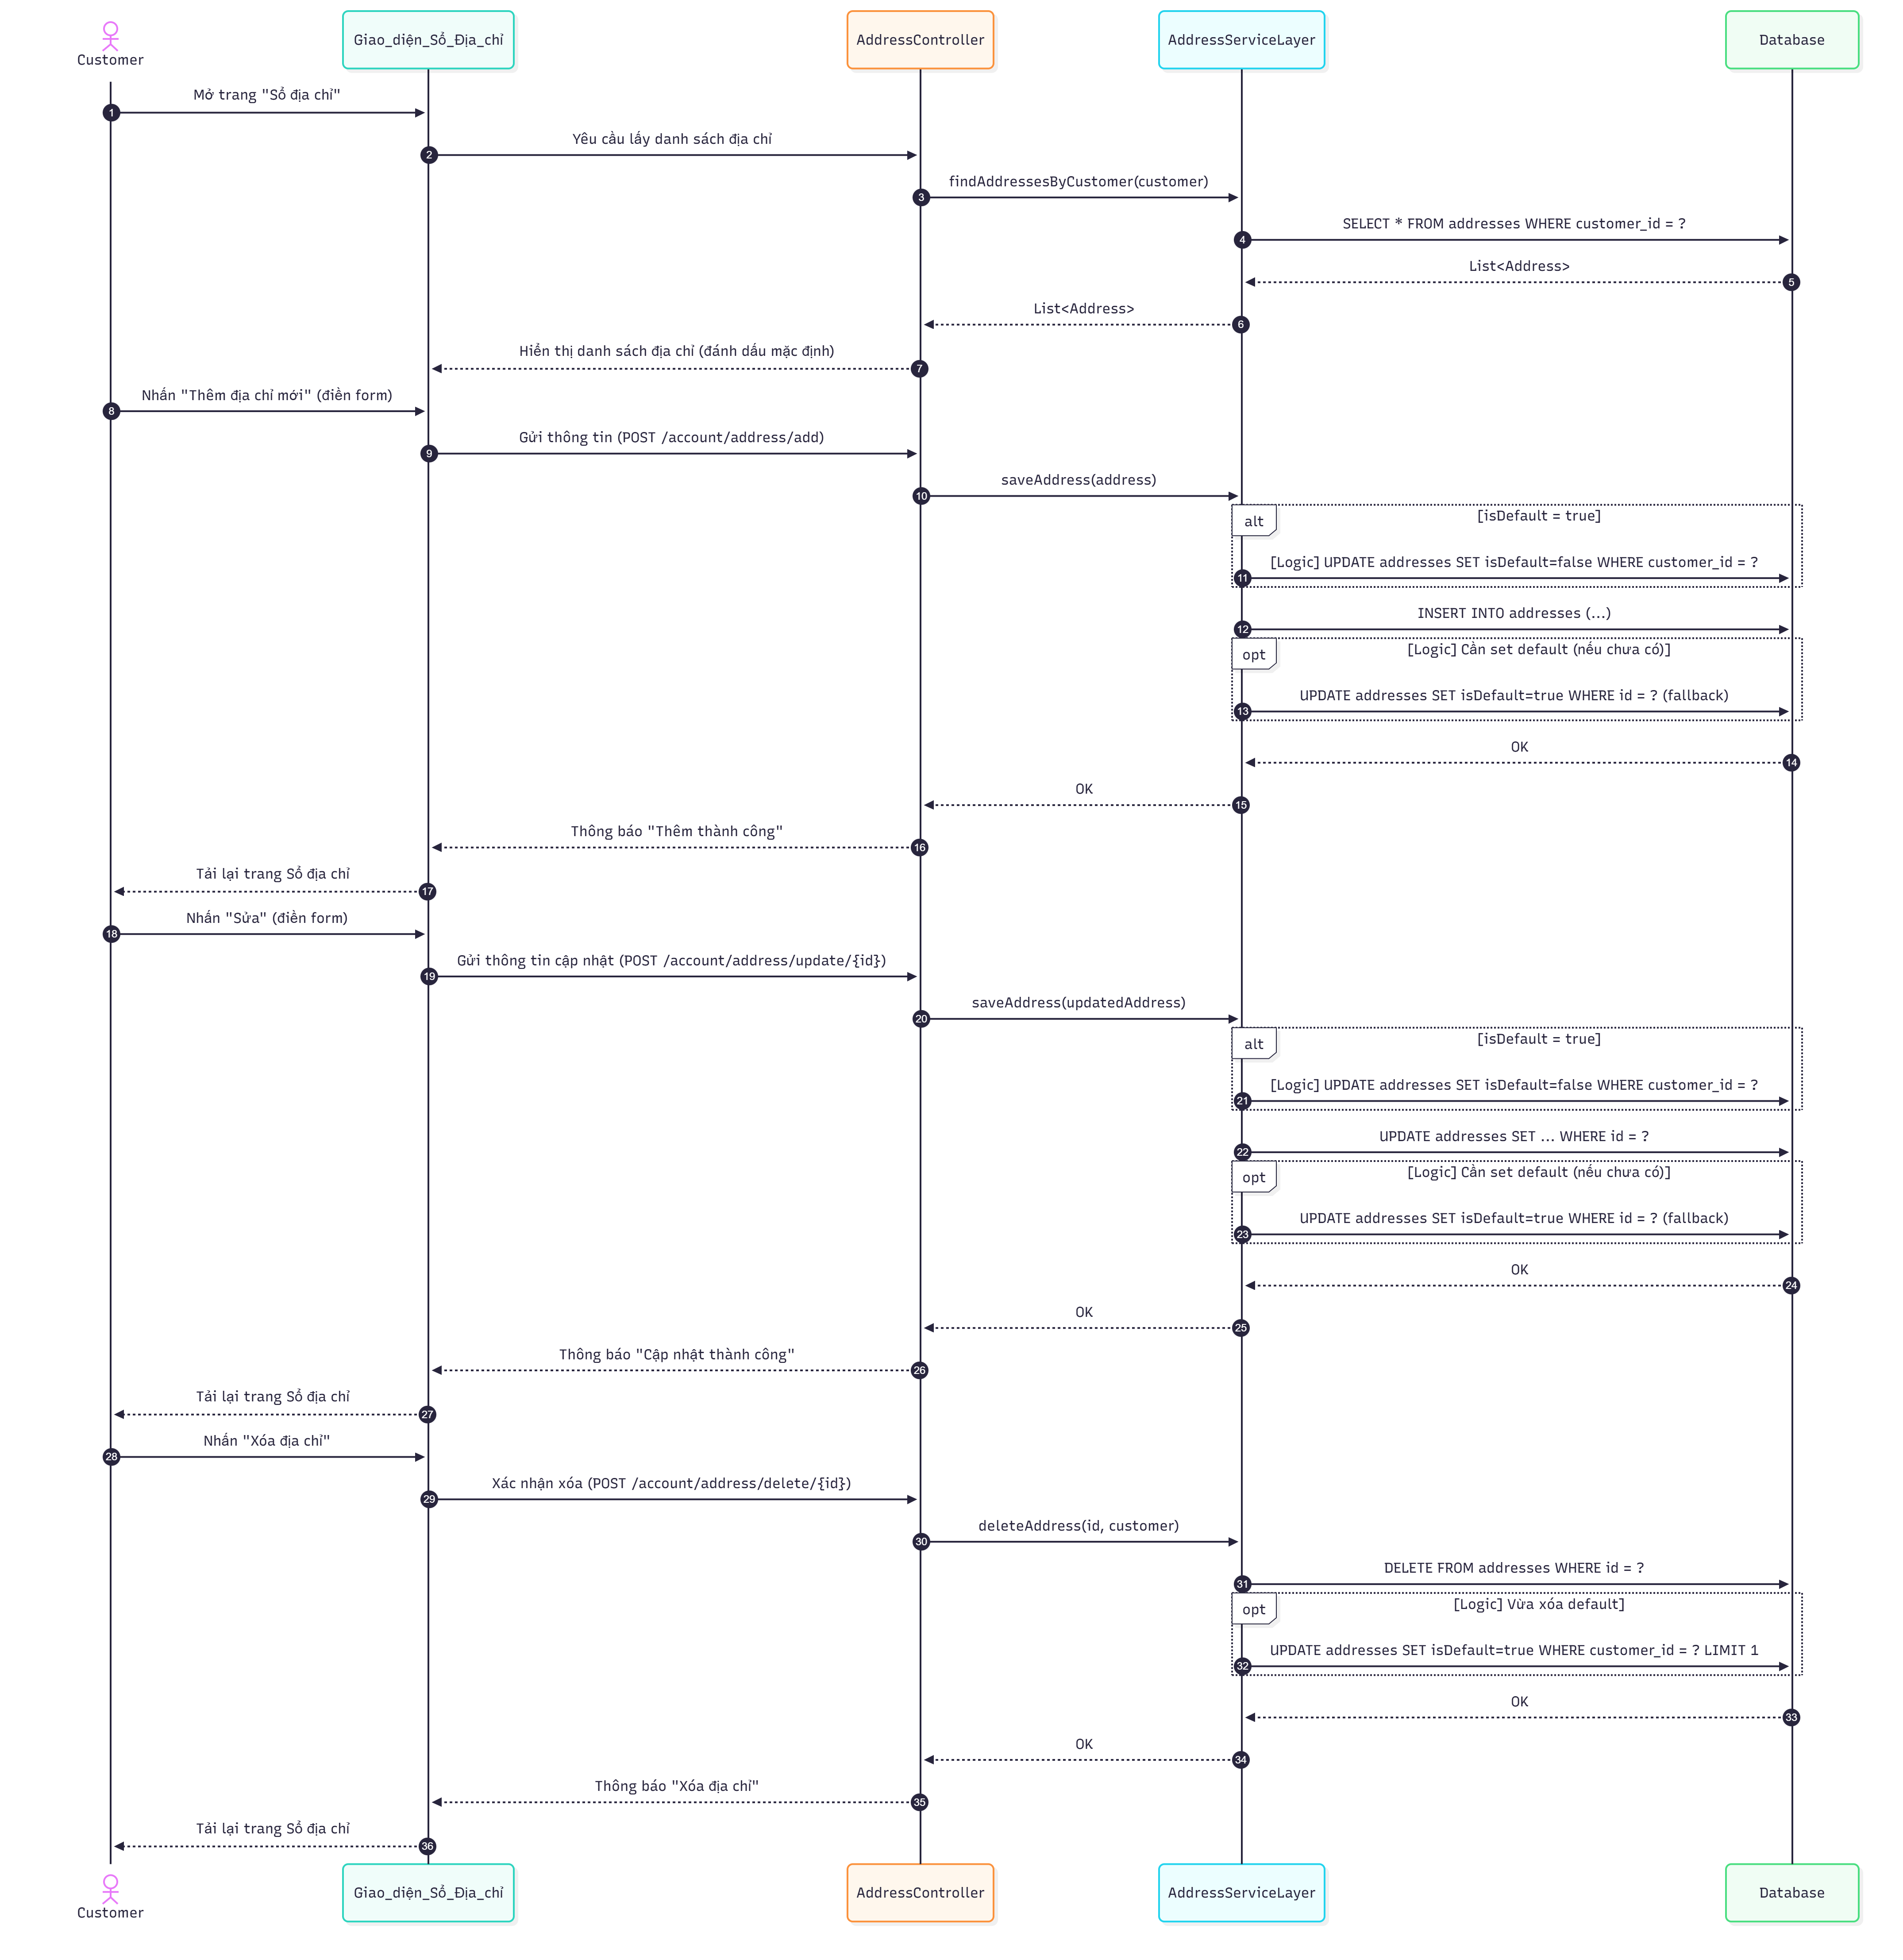 Customer
Giao_diện_Sổ_Địa_chỉ
AddressController
AddressServiceLayer
Database
Mở trang "Sổ địa chỉ"
1
Yêu cầu lấy danh sách địa chỉ
2
findAddressesByCustomer(customer)
3
SELECT * FROM addresses WHERE customer_id = ?
4
List<Address>
5
List<Address>
6
Hiển thị danh sách địa chỉ (đánh dấu mặc định)
7
Nhấn "Thêm địa chỉ mới" (điền form)
8
Gửi thông tin (POST /account/address/add)
9
saveAddress(address)
10
alt
[isDefault = true]
[Logic] UPDATE addresses SET isDefault=false WHERE customer_id = ?
11
INSERT INTO addresses (...)
12
opt
[Logic] Cần set default (nếu chưa có)]
UPDATE addresses SET isDefault=true WHERE id = ? (fallback)
13
OK
14
OK
15
Thông báo "Thêm thành công"
16
Tải lại trang Sổ địa chỉ
17
Nhấn "Sửa" (điền form)
18
Gửi thông tin cập nhật (POST /account/address/update/{id})
19
saveAddress(updatedAddress)
20
alt
[isDefault = true]
[Logic] UPDATE addresses SET isDefault=false WHERE customer_id = ?
21
UPDATE addresses SET ... WHERE id = ?
22
opt
[Logic] Cần set default (nếu chưa có)]
UPDATE addresses SET isDefault=true WHERE id = ? (fallback)
23
OK
24
OK
25
Thông báo "Cập nhật thành công"
26
Tải lại trang Sổ địa chỉ
27
Nhấn "Xóa địa chỉ"
28
Xác nhận xóa (POST /account/address/delete/{id})
29
deleteAddress(id, customer)
30
DELETE FROM addresses WHERE id = ?
31
opt
[Logic] Vừa xóa default]
UPDATE addresses SET isDefault=true WHERE customer_id = ? LIMIT 1
32
OK
33
OK
34
Thông báo "Xóa địa chỉ"
35
Tải lại trang Sổ địa chỉ
36
Customer
Giao_diện_Sổ_Địa_chỉ
AddressController
AddressServiceLayer
Database